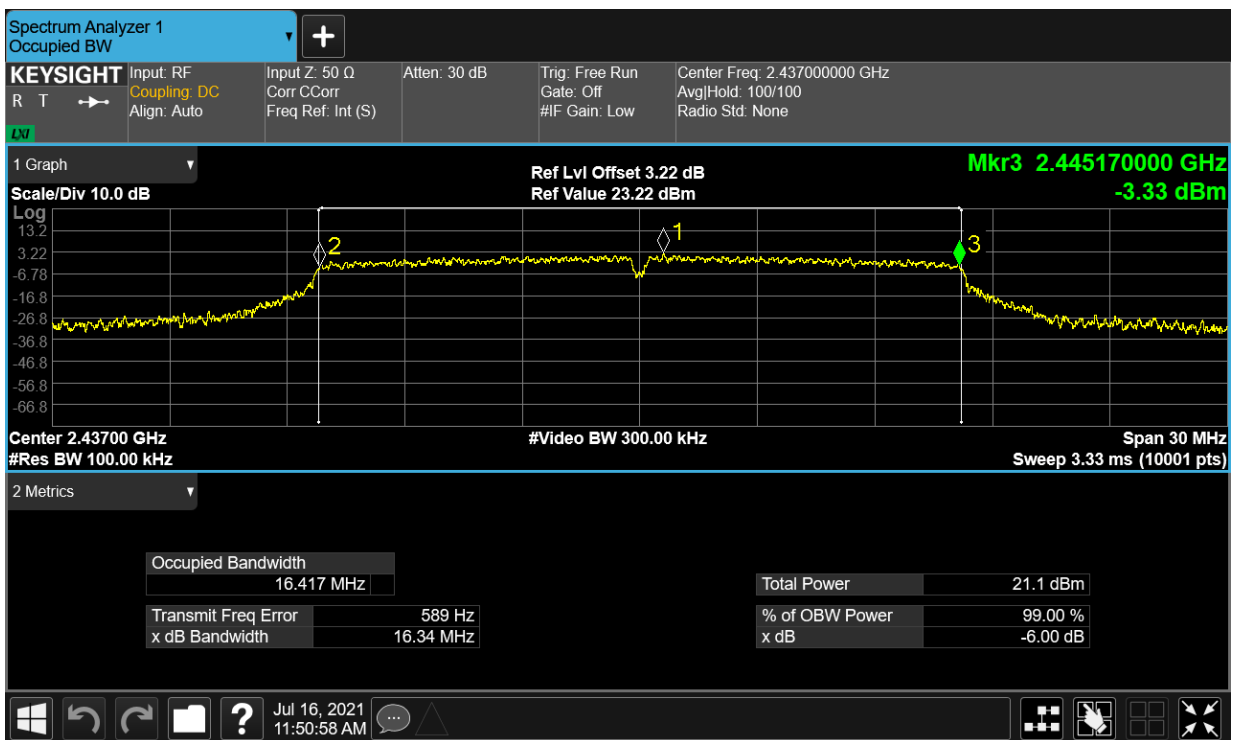 Spectrum Analyzer 1
Occupied BW
+
KEYSIGHT
R T
LXI
Input: RF
Coupling: DC
Align: Auto
Input Z: 50 Ω
Corr CCorr
Freq Ref: Int (S)
Atten: 30 dB
Trig: Free Run
Gate: Off
#IF Gain: Low
Center Freq: 2.437000000 GHz
Avg|Hold: 100/100
Radio Std: None
1 Graph
Scale/Div 10.0 dB
Ref Lvl Offset 3.22 dB
Ref Value 23.22 dBm
Mkr3 2.445170000 GHz
-3.33 dBm
Log
13.2
3.22
-6.78
-16.8
-26.8
-36.8
-46.8
-56.8
-66.8
2
1
3
Center 2.43700 GHz
#Res BW 100.00 kHz
#Video BW 300.00 kHz
Span 30 MHz
Sweep 3.33 ms (10001 pts)
2 Metrics
Occupied Bandwidth
16.417 MHz
Transmit Freq Error 589 Hz
x dB Bandwidth 16.34 MHz
Total Power 21.1 dBm
% of OBW Power 99.00 %
x dB -6.00 dB
?
Jul 16, 2021
11:50:58 AM